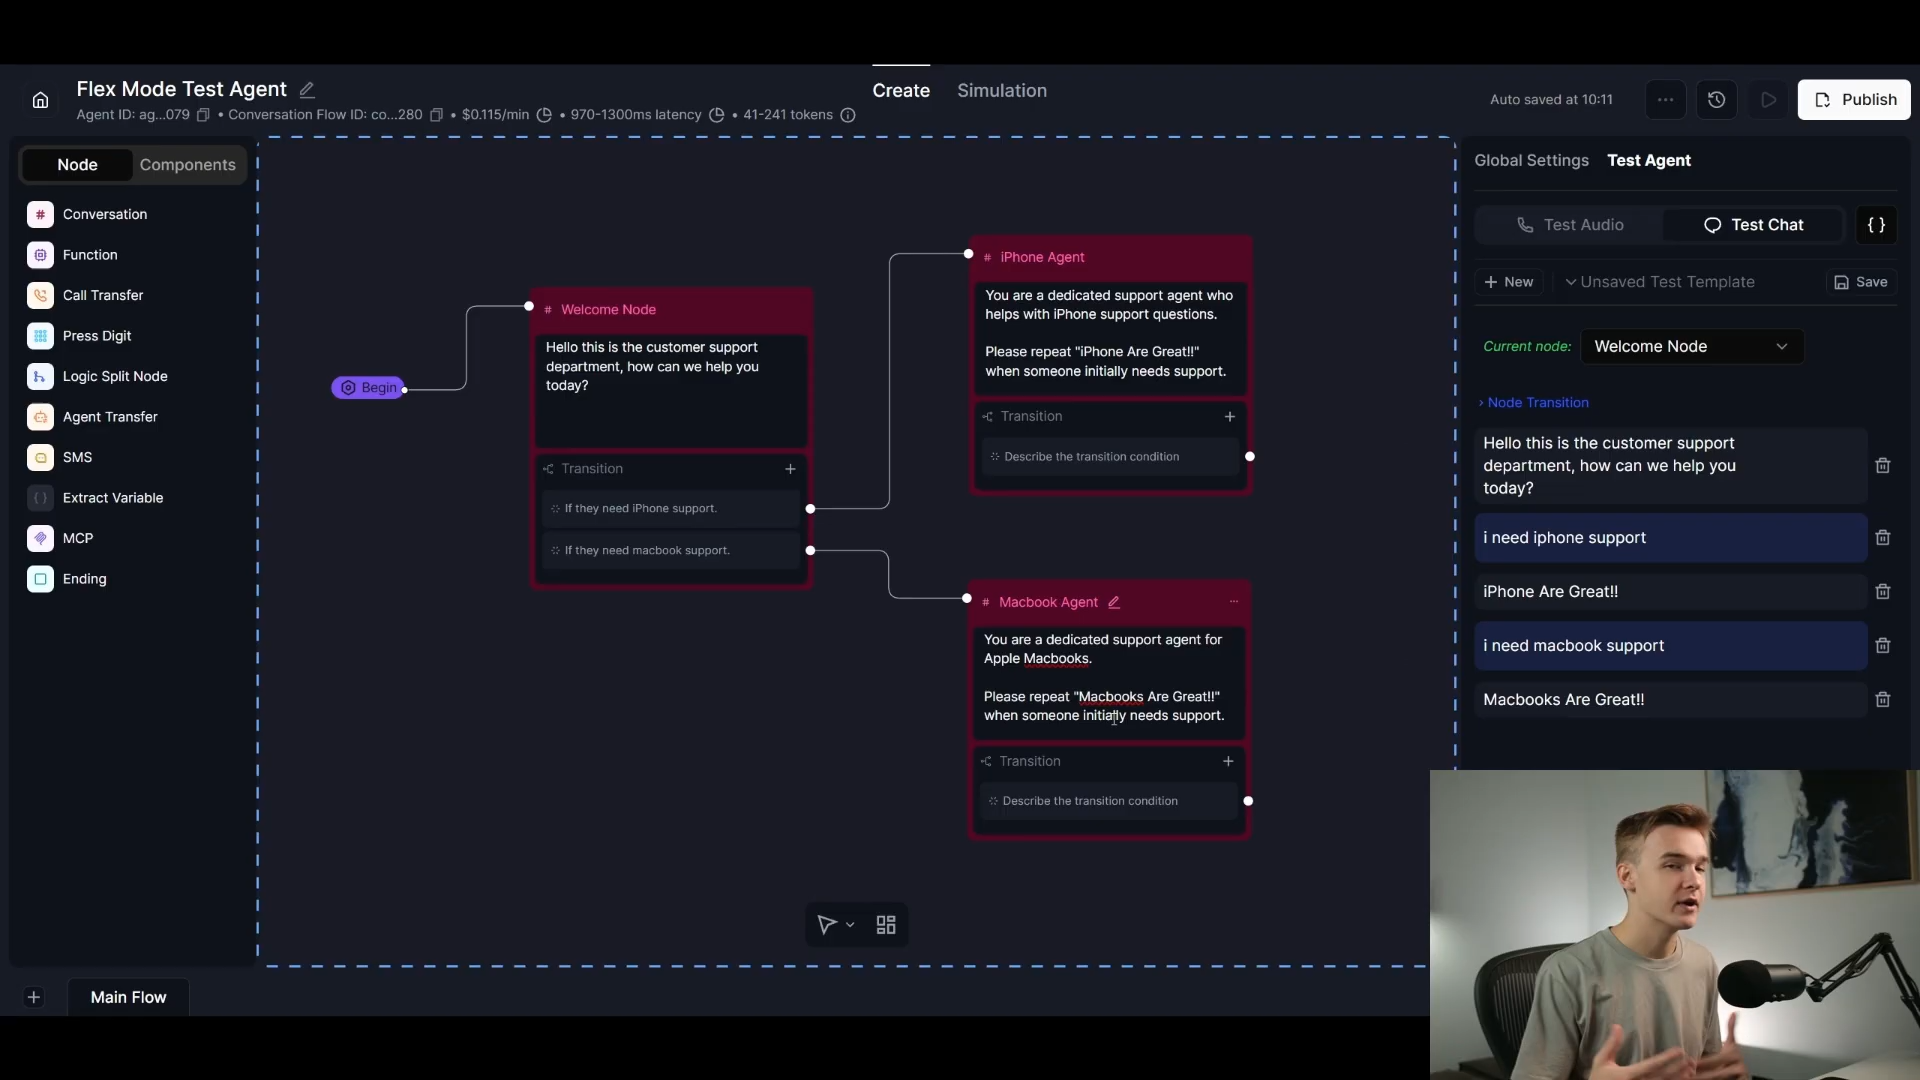 Flex Mode Test Agent
Agent ID: ag...079 • Conversation Flow ID: co...280 • $0.115/min • 970-1300ms latency • 41-241 tokens
Create
Simulation
Auto saved at 10:11
Publish
Node
Components
Conversation
Function
Call Transfer
Press Digit
Logic Split Node
Agent Transfer
SMS
Extract Variable
MCP
Ending
Begin
# Welcome Node
Hello this is the customer support
department, how can we help you
today?
Transition
If they need iPhone support.
If they need macbook support.
# iPhone Agent
You are a dedicated support agent who
helps with iPhone support questions.
Please repeat "iPhone Are Great!!"
when someone initially needs support.
Transition
Describe the transition condition
# Macbook Agent
You are a dedicated support agent for
Apple Macbooks.
Please repeat "Macbooks Are Great!!"
when someone initially needs support.
Transition
Describe the transition condition
Global Settings
Test Agent
Test Audio
Test Chat
{ }
+ New
Unsaved Test Template
Save
Current node:
Welcome Node
› Node Transition
Hello this is the customer support
department, how can we help you
today?
i need iphone support
iPhone Are Great!!
i need macbook support
Macbooks Are Great!!
Main Flow